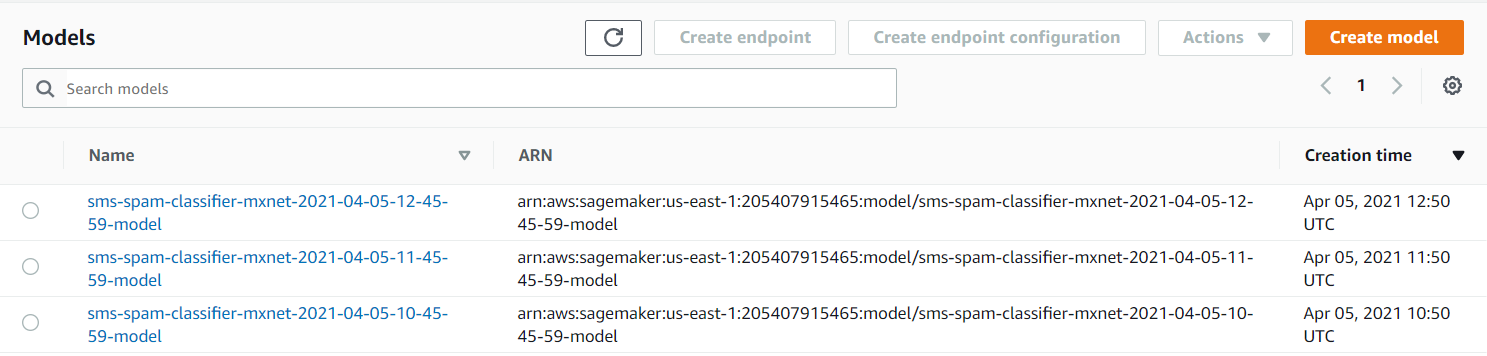 Models
Create endpoint
Create endpoint configuration
Actions
Create model
Search models
1
Name
ARN
Creation time
sms-spam-classifier-mxnet-2021-04-05-12-45-
59-model
arn:aws:sagemaker:us-east-1:205407915465:model/sms-spam-classifier-mxnet-2021-04-05-12-
45-59-model
Apr 05, 2021 12:50
UTC
sms-spam-classifier-mxnet-2021-04-05-11-45-
59-model
arn:aws:sagemaker:us-east-1:205407915465:model/sms-spam-classifier-mxnet-2021-04-05-11-
45-59-model
Apr 05, 2021 11:50
UTC
sms-spam-classifier-mxnet-2021-04-05-10-45-
59-model
arn:aws:sagemaker:us-east-1:205407915465:model/sms-spam-classifier-mxnet-2021-04-05-10-
45-59-model
Apr 05, 2021 10:50
UTC